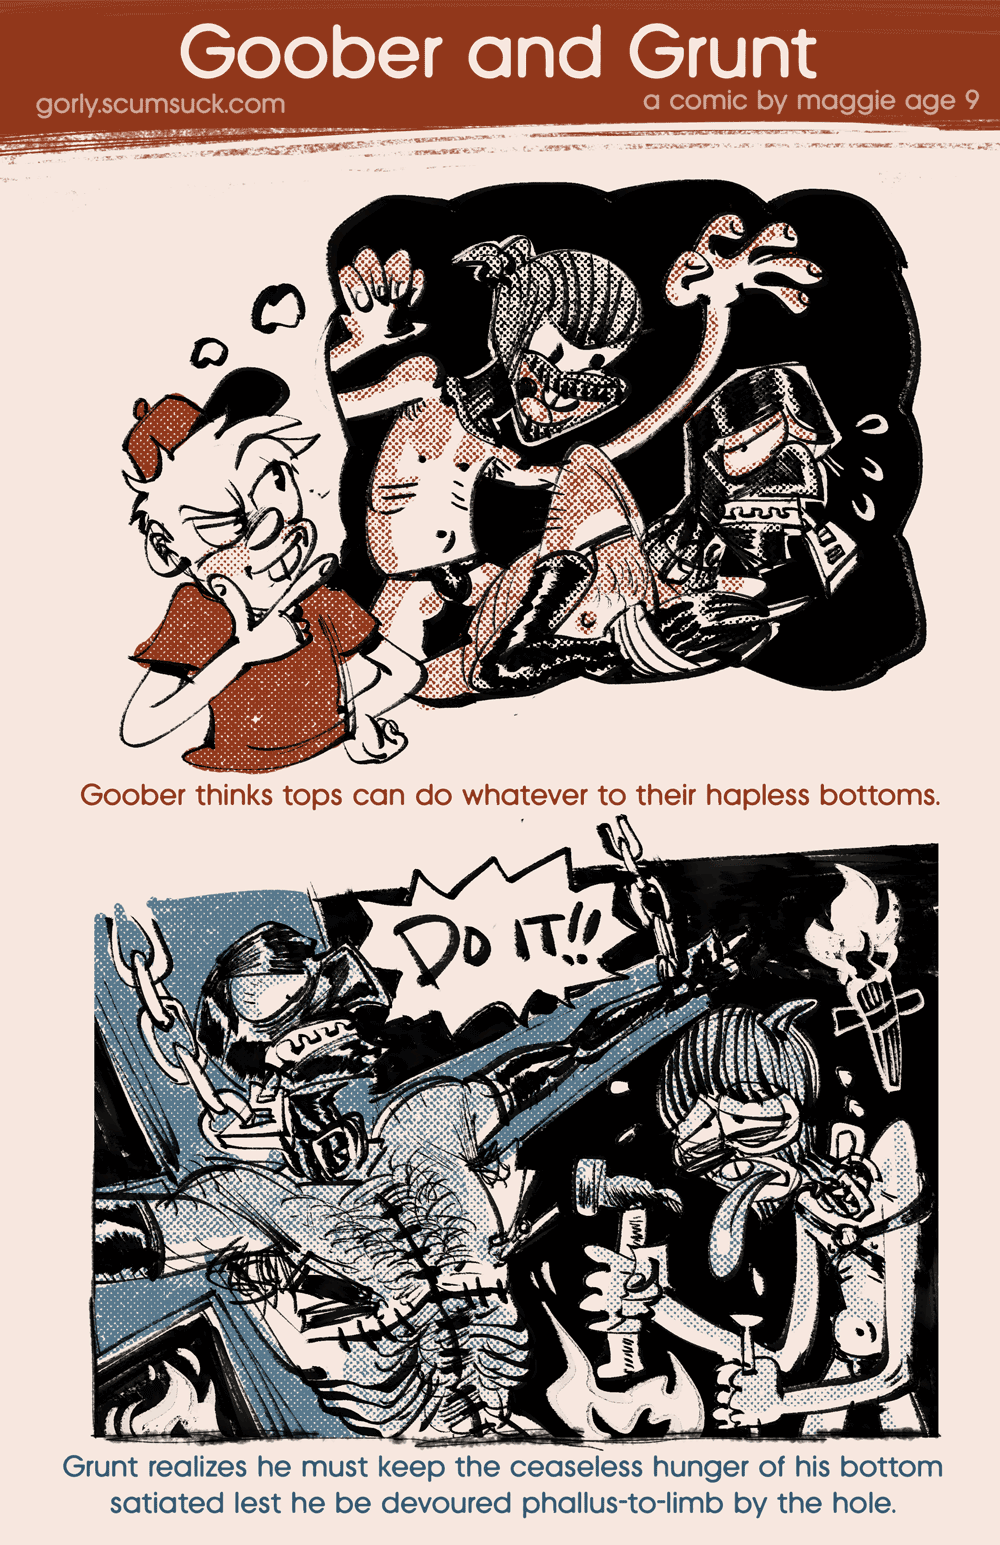 Goober and Grunt
gorly.scumsuck.com
a comic by maggie age 9
Goober thinks tops can do whatever to their hapless bottoms.
DO IT!!
Grunt realizes he must keep the ceaseless hunger of his bottom
satiated lest he be devoured phallus-to-limb by the hole.